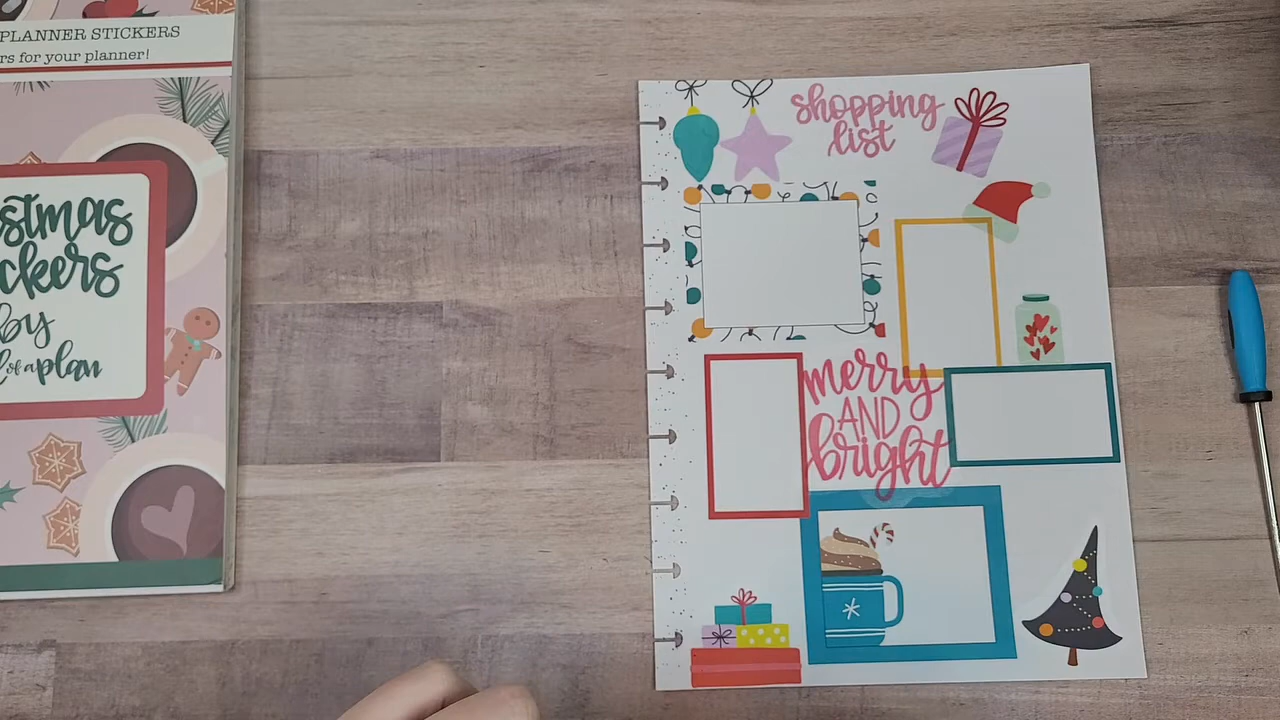 PLANNER STICKERS
rs for your planner!
stmas
ckers
by
of a plan
shopping
list
merry
AND
bright